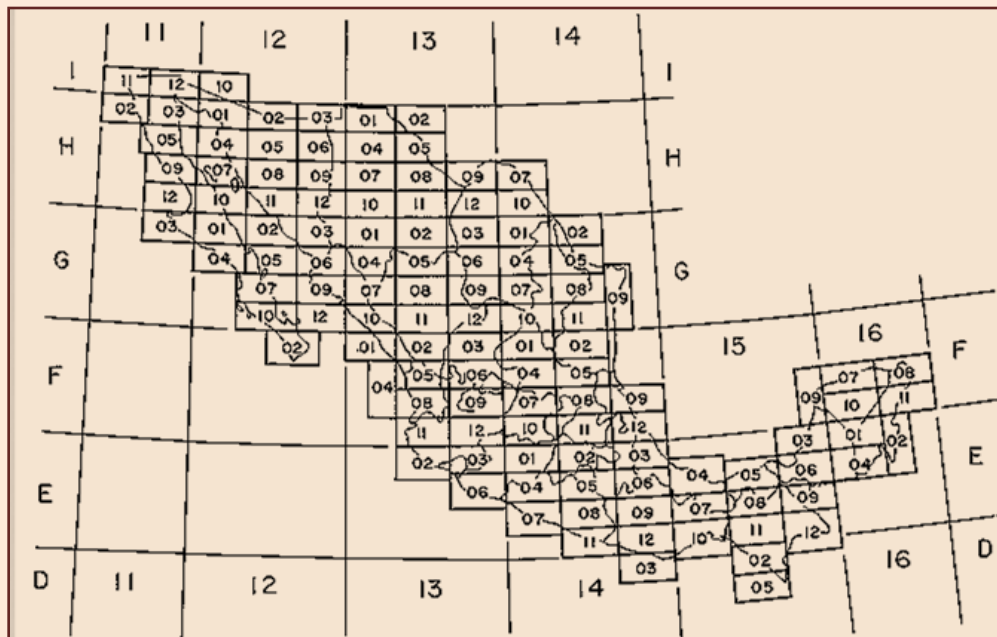 11 12 13 14
I 11 12 10 I
02 03 01 02 03 01 02
H 05 04 05 06 04 05 H
09 07 08 09 07 08 09 07
12 10 11 12 10 11 12 10
03 01 02 03 01 02 03 01 02
G 04 05 06 04 05 06 04 05 G
07 09 07 08 09 07 08 09
10 12 10 11 12 10 11
02 01 02 03 01 02 15 16
F 04 05 06 04 05 07 08 F
08 09 07 08 09 09 10 11
11 12 10 11 12 03 01 02
02 03 01 02 03 04 05 06 04 E
E 06 04 05 06 07 08 09
07 08 09 11 12
11 12 10 02
D 11 12 13 03 14 05 16 D